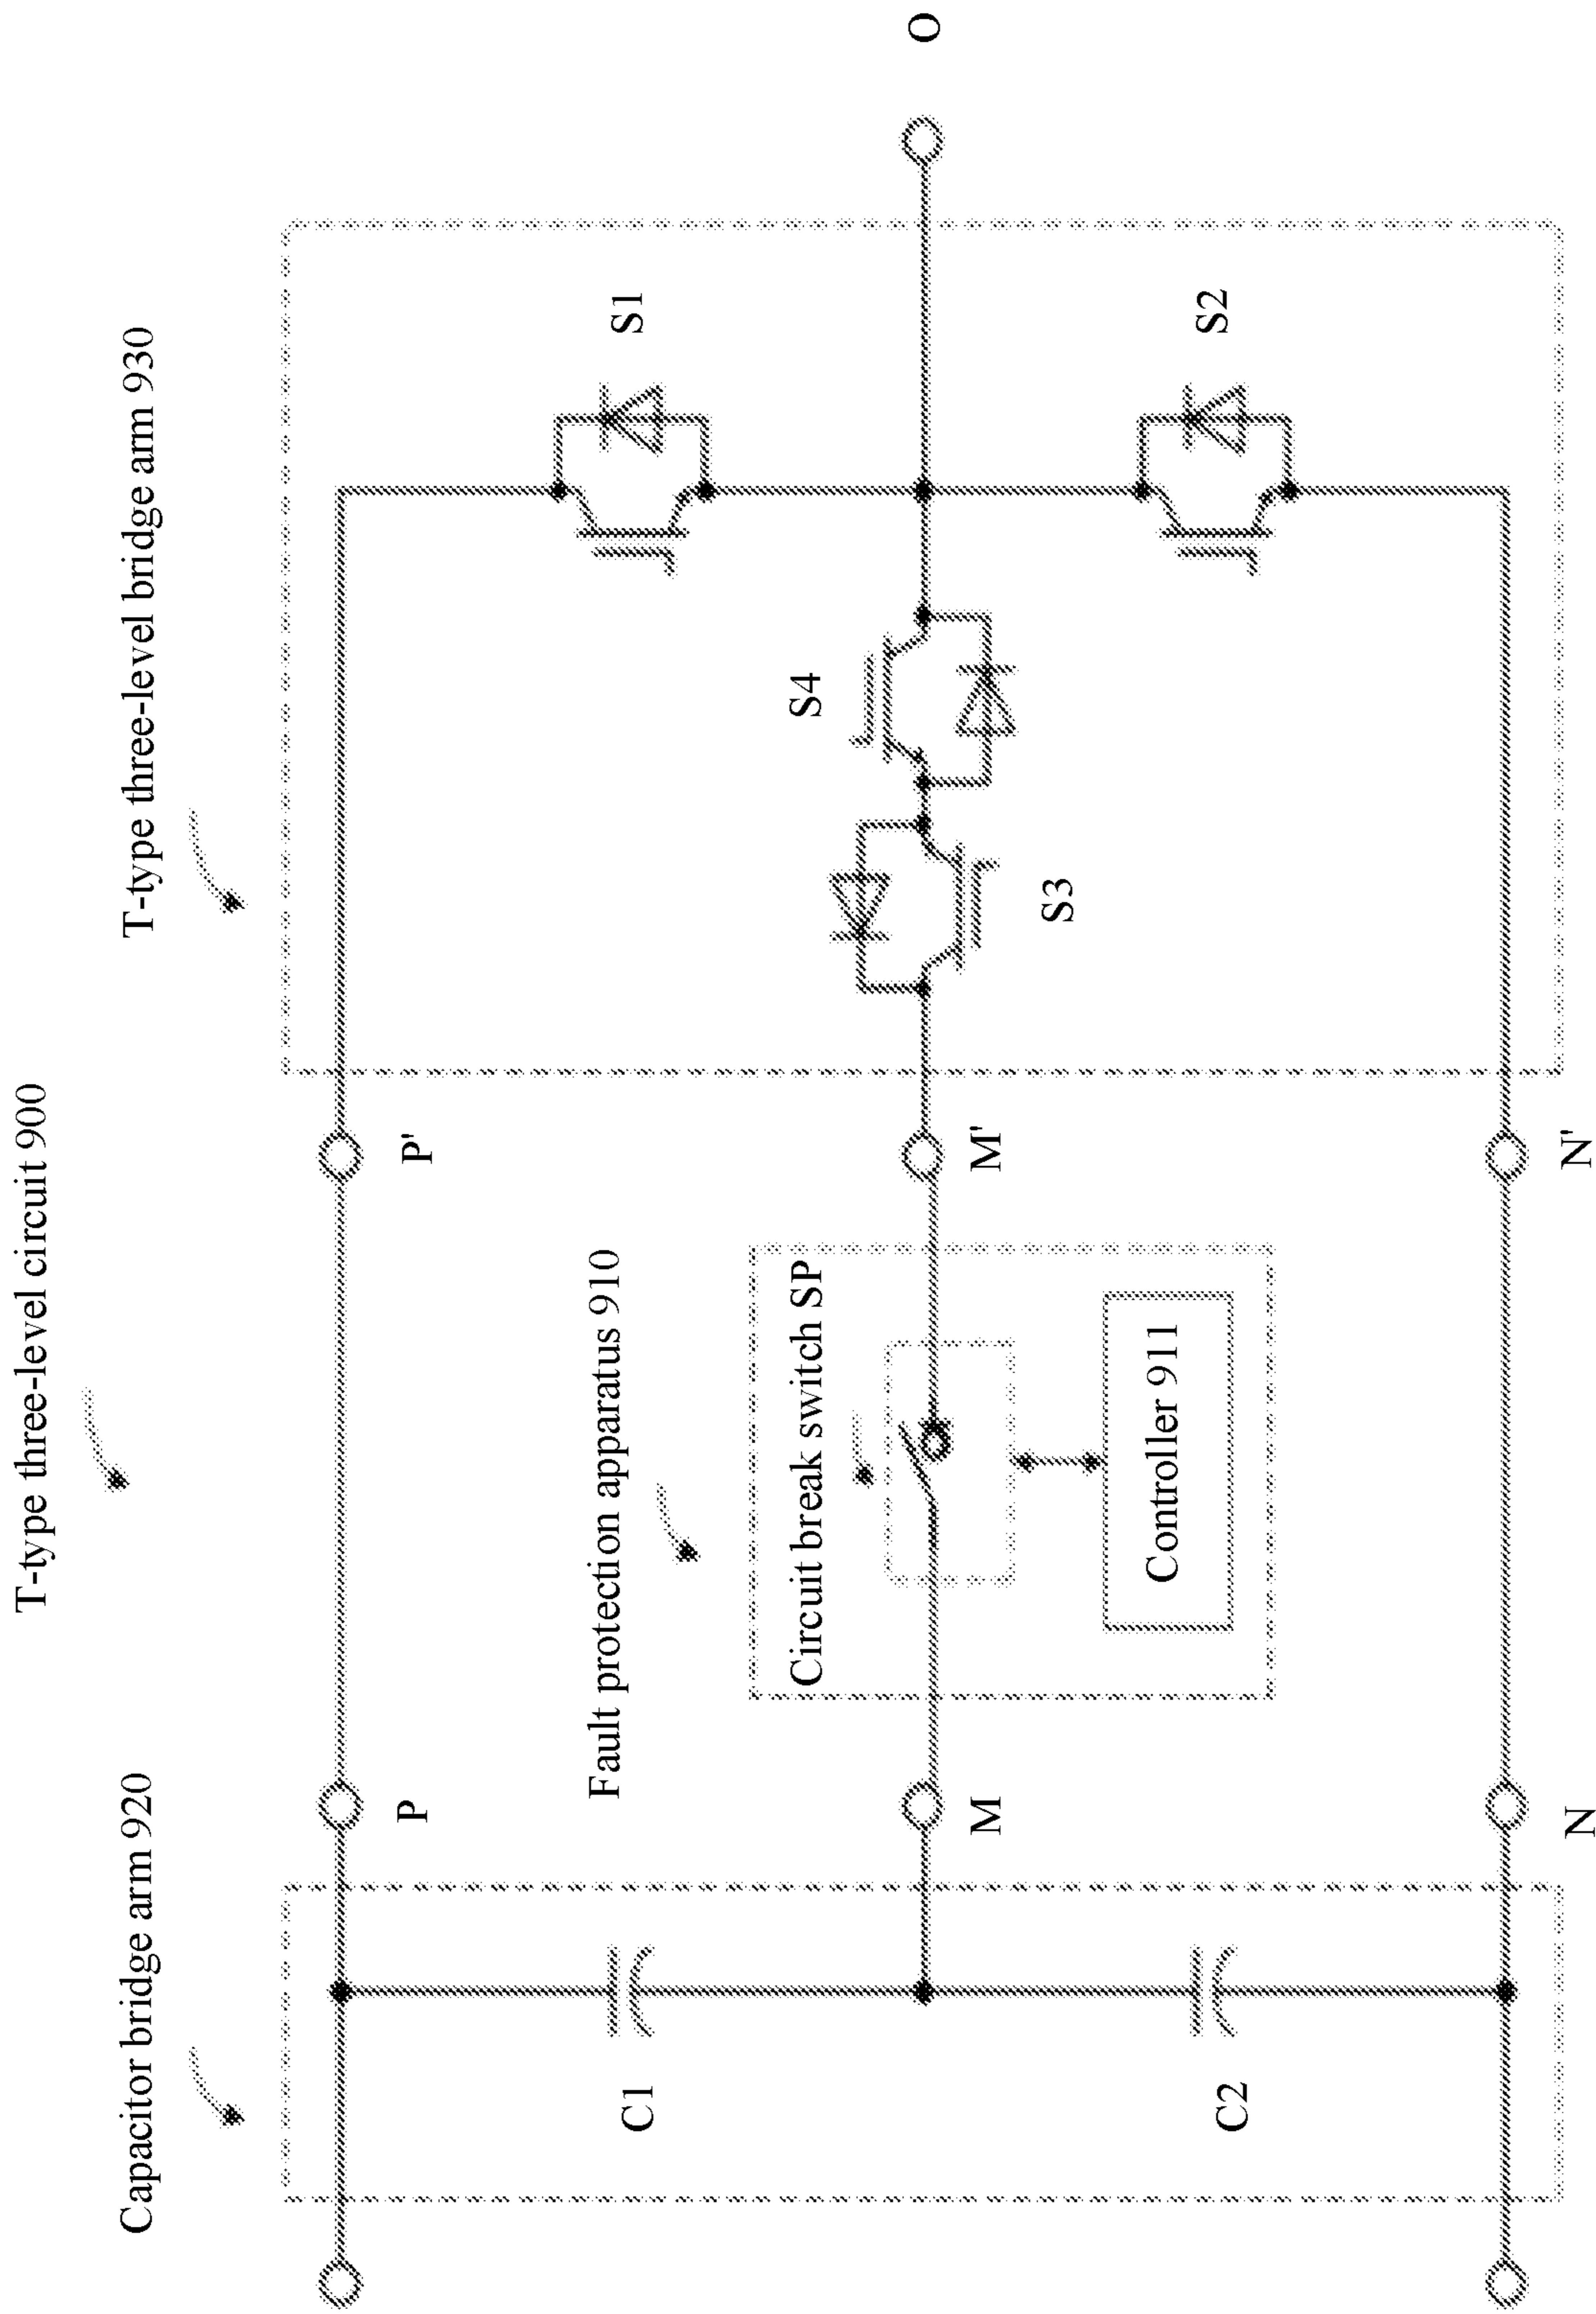 T-type three-level circuit 900
Capacitor bridge arm 920
T-type three-level bridge arm 930
P
P'
Fault protection apparatus 910
C1
S1
Circuit break switch SP
S4
O
M
M'
S3
Controller 911
C2
S2
N
N'